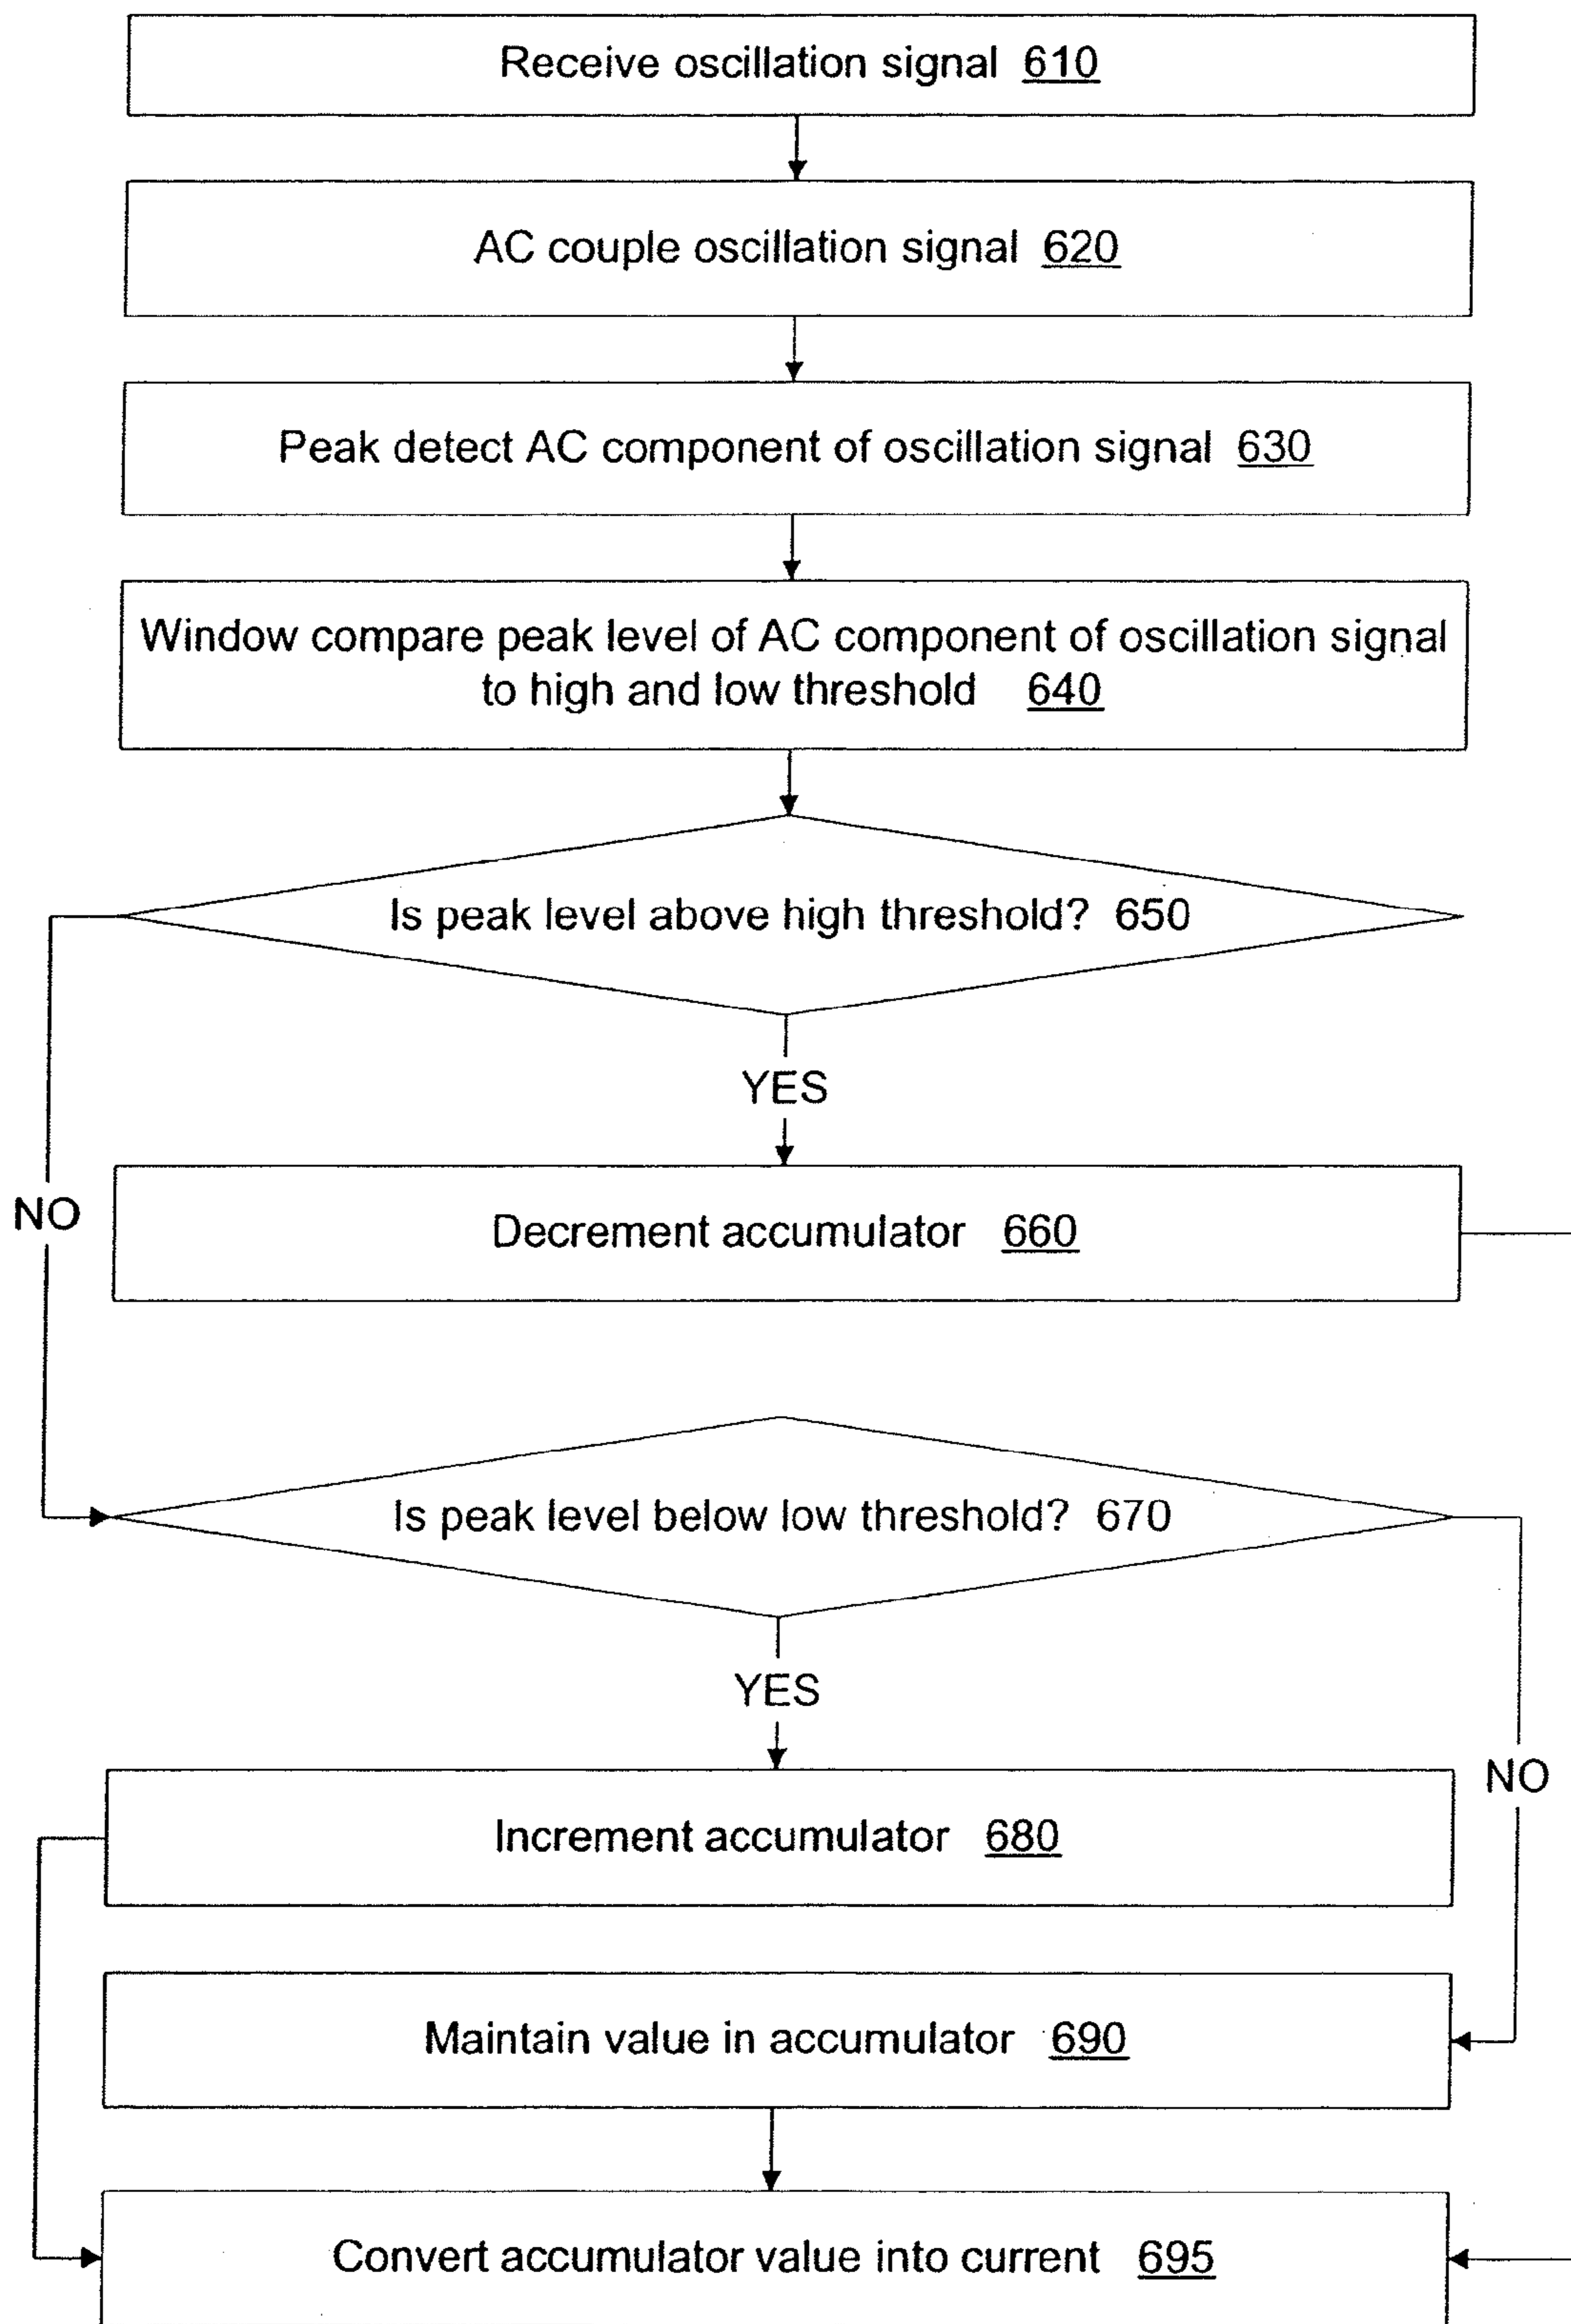 Receive oscillation signal 610
AC couple oscillation signal 620
Peak detect AC component of oscillation signal 630
Window compare peak level of AC component of oscillation signal
to high and low threshold 640
Is peak level above high threshold? 650
YES
NO
Decrement accumulator 660
Is peak level below low threshold? 670
YES
NO
Increment accumulator 680
Maintain value in accumulator 690
Convert accumulator value into current 695